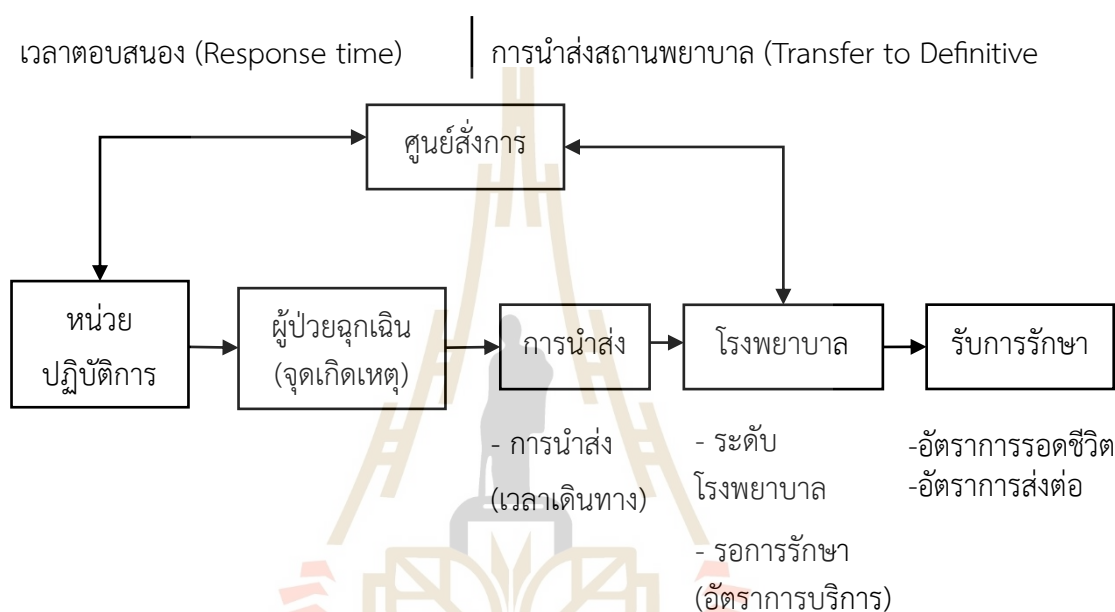 เวลาตอบสนอง (Response time)
การนำส่งสถานพยาบาล (Transfer to Definitive
ศูนย์สั่งการ
หน่วย
ปฏิบัติการ
ผู้ป่วยฉุกเฉิน
(จุดเกิดเหตุ)
การนำส่ง
โรงพยาบาล
รับการรักษา
- การนำส่ง
(เวลาเดินทาง)
- ระดับ
โรงพยาบาล
- รอการรักษา
(อัตราการบริการ)
-อัตราการรอดชีวิต
-อัตราการส่งต่อ